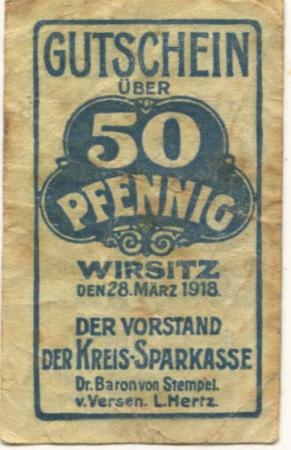 GUTSCHEIN
ÜBER
50
PFENNIG
WIRSITZ
DEN 28. MÄRZ 1918.
DER VORSTAND
DER KREIS-SPARKASSE
Dr. Baron von Stempel.
v. Versen. L. Hertz.